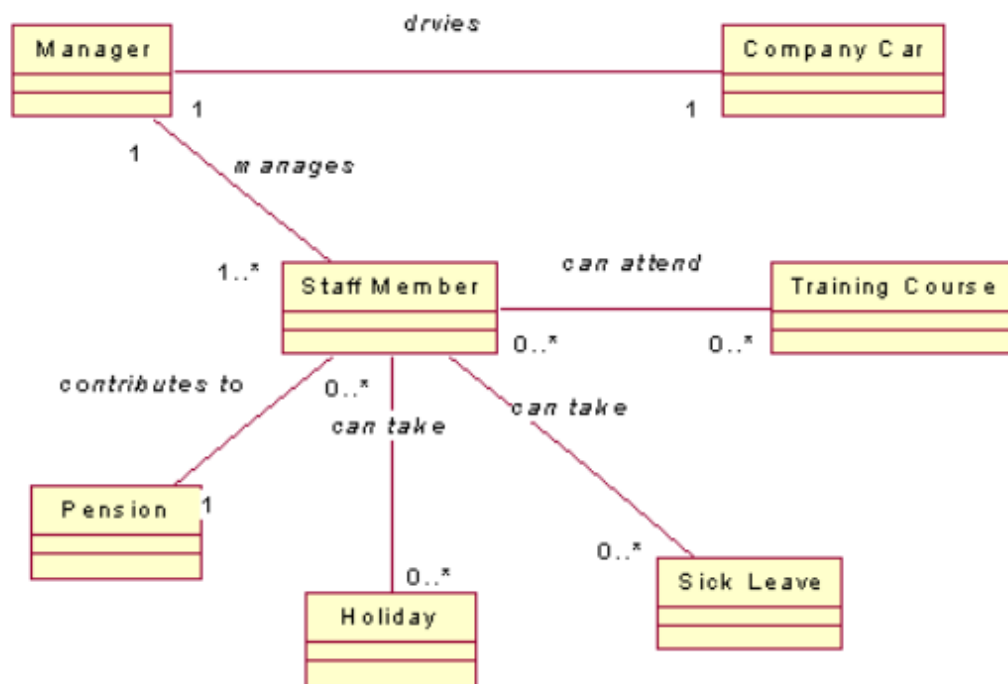 drvies
Manager
Company Car
1
1
1
manages
1..*
Staff Member
can attend
Training Course
0..*
0..*
contributes to
0..*
can take
can take
Pension
1
0..*
0..*
Holiday
Sick Leave